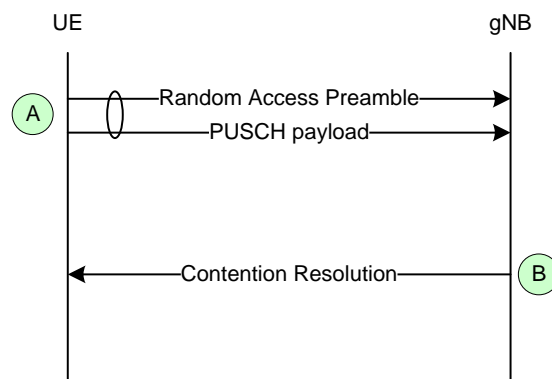 UE
gNB
A
Random Access Preamble
PUSCH payload
Contention Resolution
B